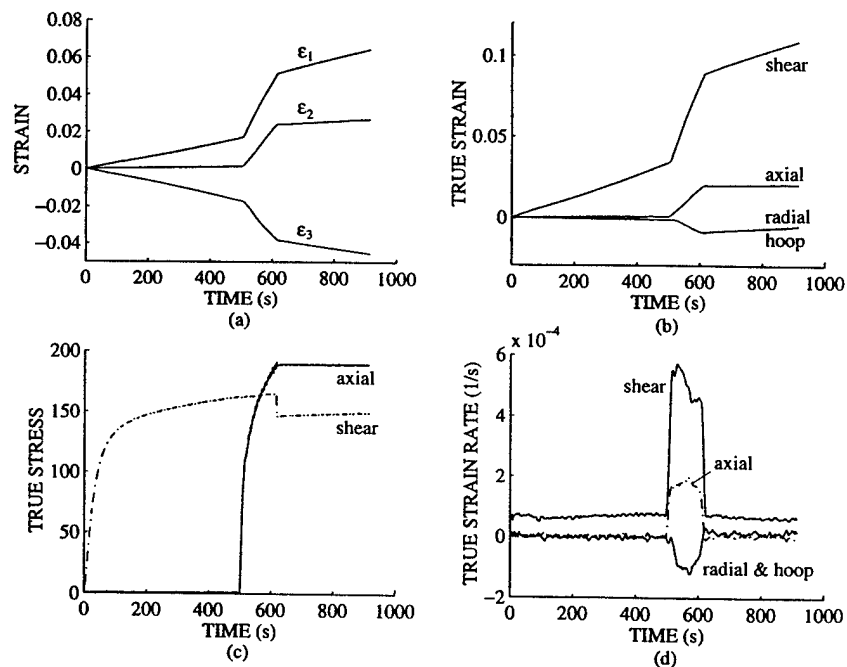 0.08
0.06
0.04
0.02
0
−0.02
−0.04
STRAIN
ε1
ε2
ε3
0 200 400 600 800 1000
TIME (s)
(a)
0.1
0.05
0
TRUE STRAIN
shear
axial
radial
hoop
0 200 400 600 800 1000
TIME (s)
(b)
200
150
100
50
0
TRUE STRESS
axial
shear
0 200 400 600 800 1000
TIME (s)
(c)
x 10⁻⁴
6
4
2
0
−2
TRUE STRAIN RATE (1/s)
shear
axial
radial & hoop
0 200 400 600 800 1000
TIME (s)
(d)